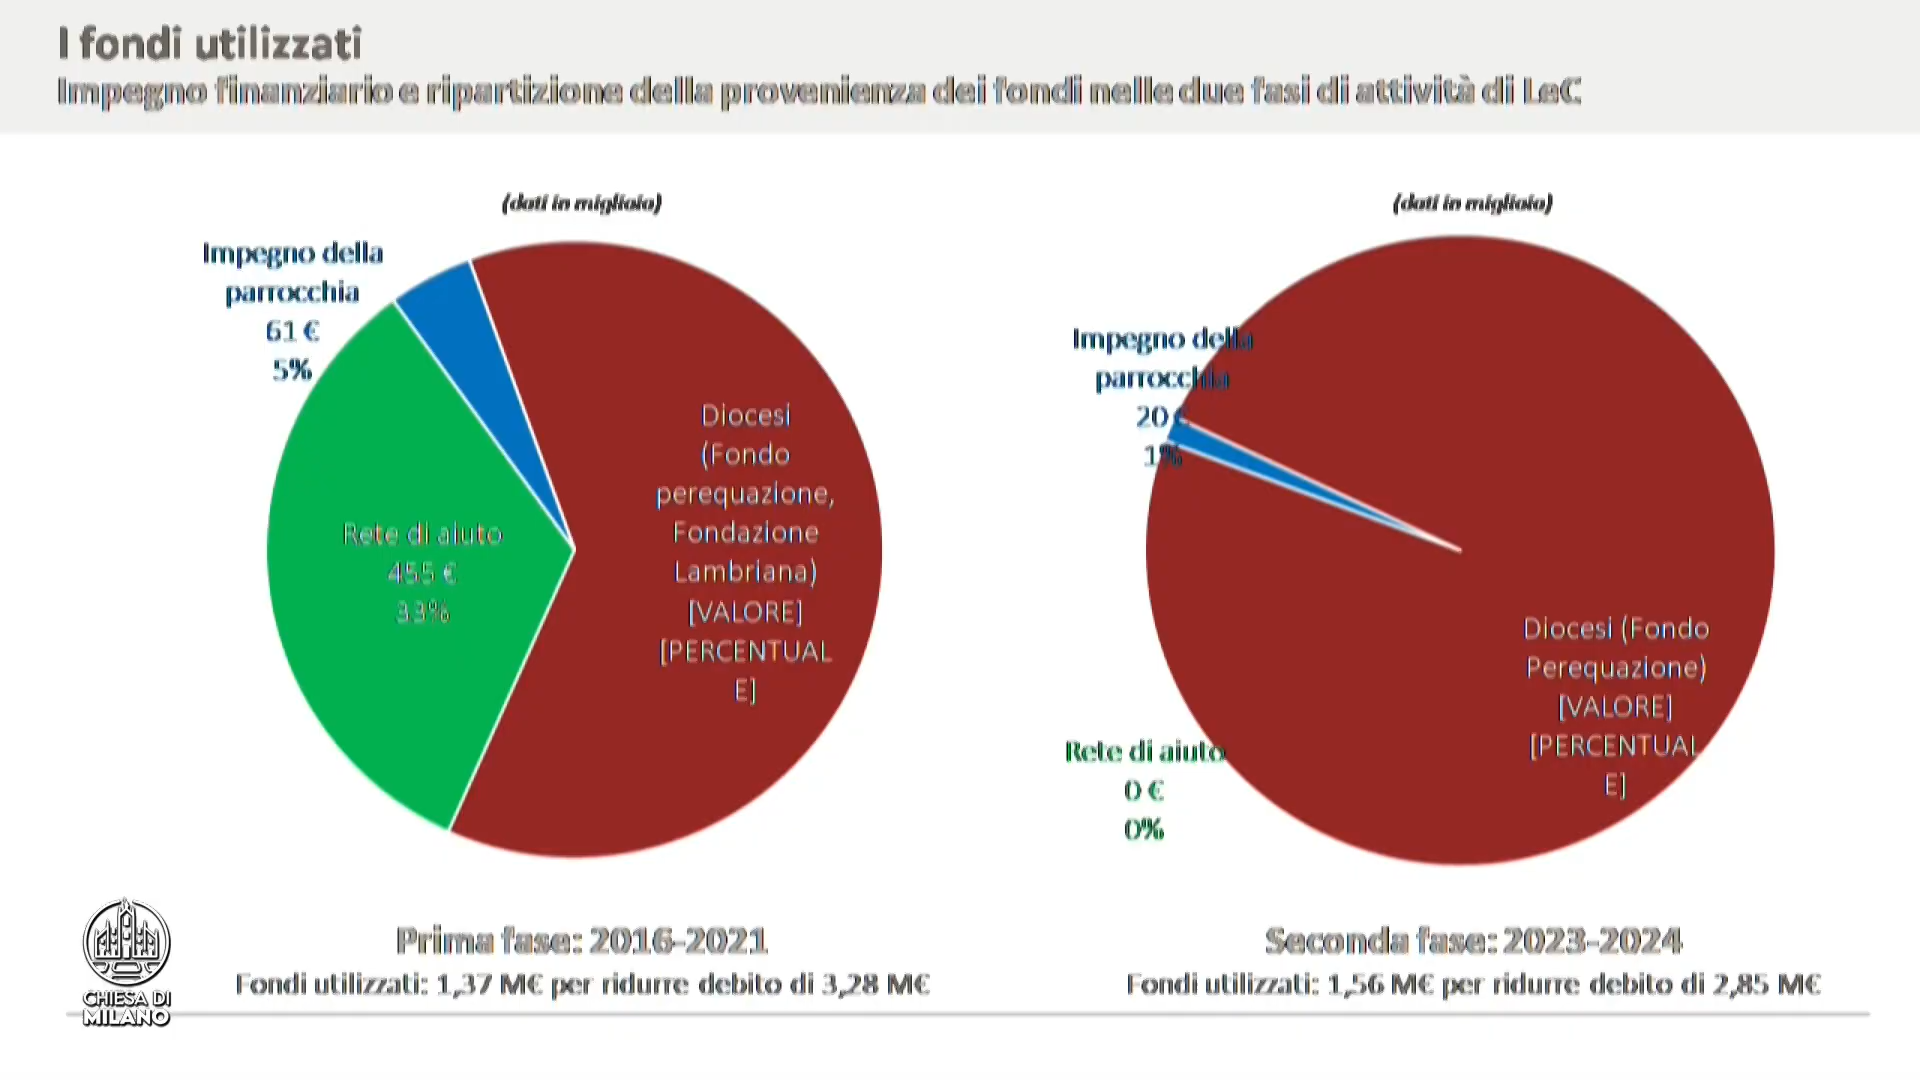 I fondi utilizzati
Impegno finanziario e ripartizione della provenienza dei fondi nelle due fasi di attività di LeC
(dati in migliaio)
Impegno della
parrocchia
61 €
5%
Rete di aiuto
455 €
33%
Diocesi
(Fondo
perequazione,
Fondazione
Lambriana)
[VALORE]
[PERCENTUAL
E]
Prima fase: 2016-2021
Fondi utilizzati: 1,37 M€ per ridurre debito di 3,28 M€
(dati in migliaio)
Impegno della
parrocchia
20 €
1%
Rete di aiuto
0 €
0%
Diocesi (Fondo
Perequazione)
[VALORE]
[PERCENTUAL
E]
Seconda fase: 2023-2024
Fondi utilizzati: 1,56 M€ per ridurre debito di 2,85 M€
CHIESA DI
MILANO